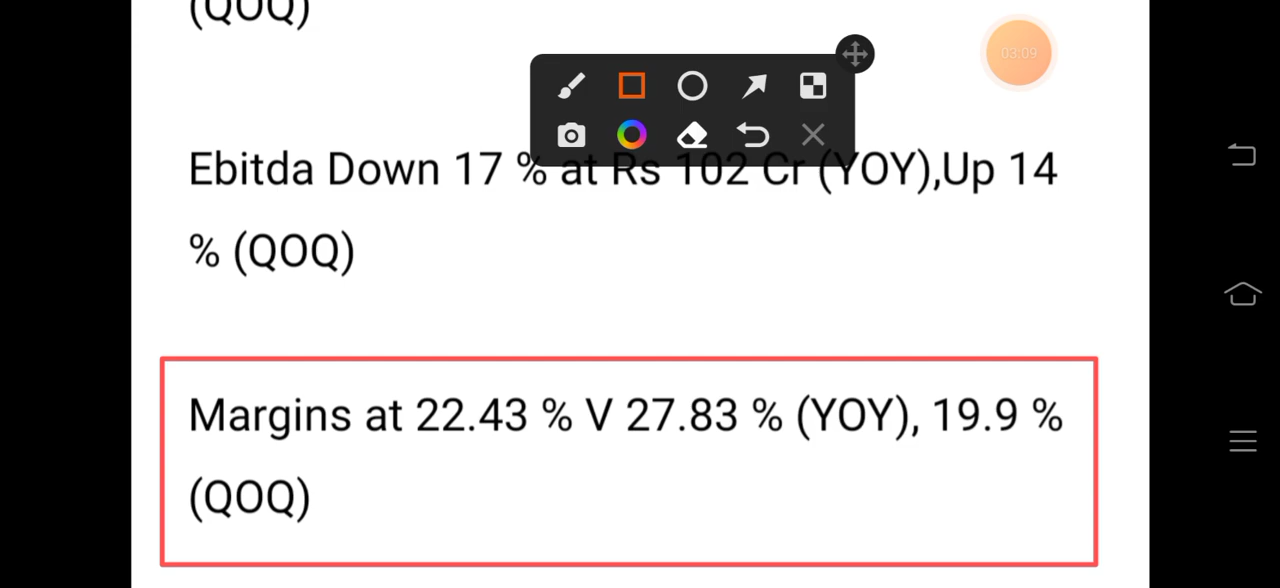 (QOQ)
03:09
Ebitda Down 17 % at Rs 102 Cr (YOY),Up 14
% (QOQ)
Margins at 22.43 % V 27.83 % (YOY), 19.9 %
(QOQ)